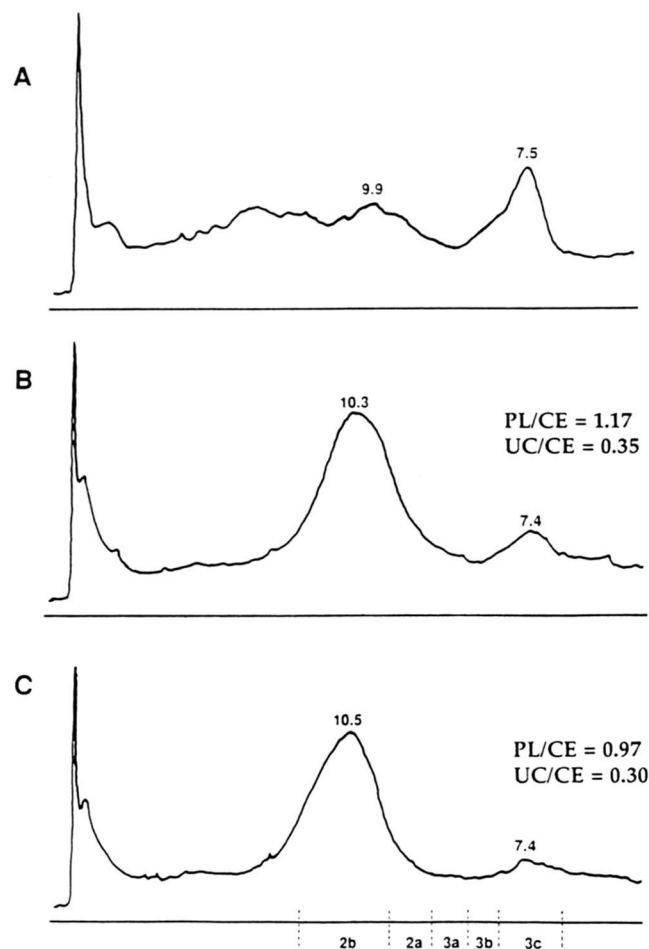 A
9.9
7.5
B
10.3
PL/CE = 1.17
UC/CE = 0.35
7.4
C
10.5
PL/CE = 0.97
UC/CE = 0.30
7.4
2b 2a 3a 3b 3c